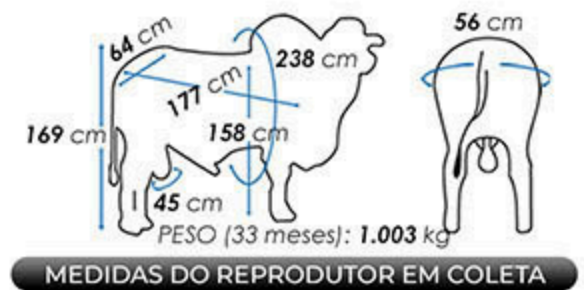 64 cm
56 cm
238 cm
177 cm
169 cm
158 cm
45 cm
PESO (33 meses): 1.003 kg
MEDIDAS DO REPRODUTOR EM COLETA